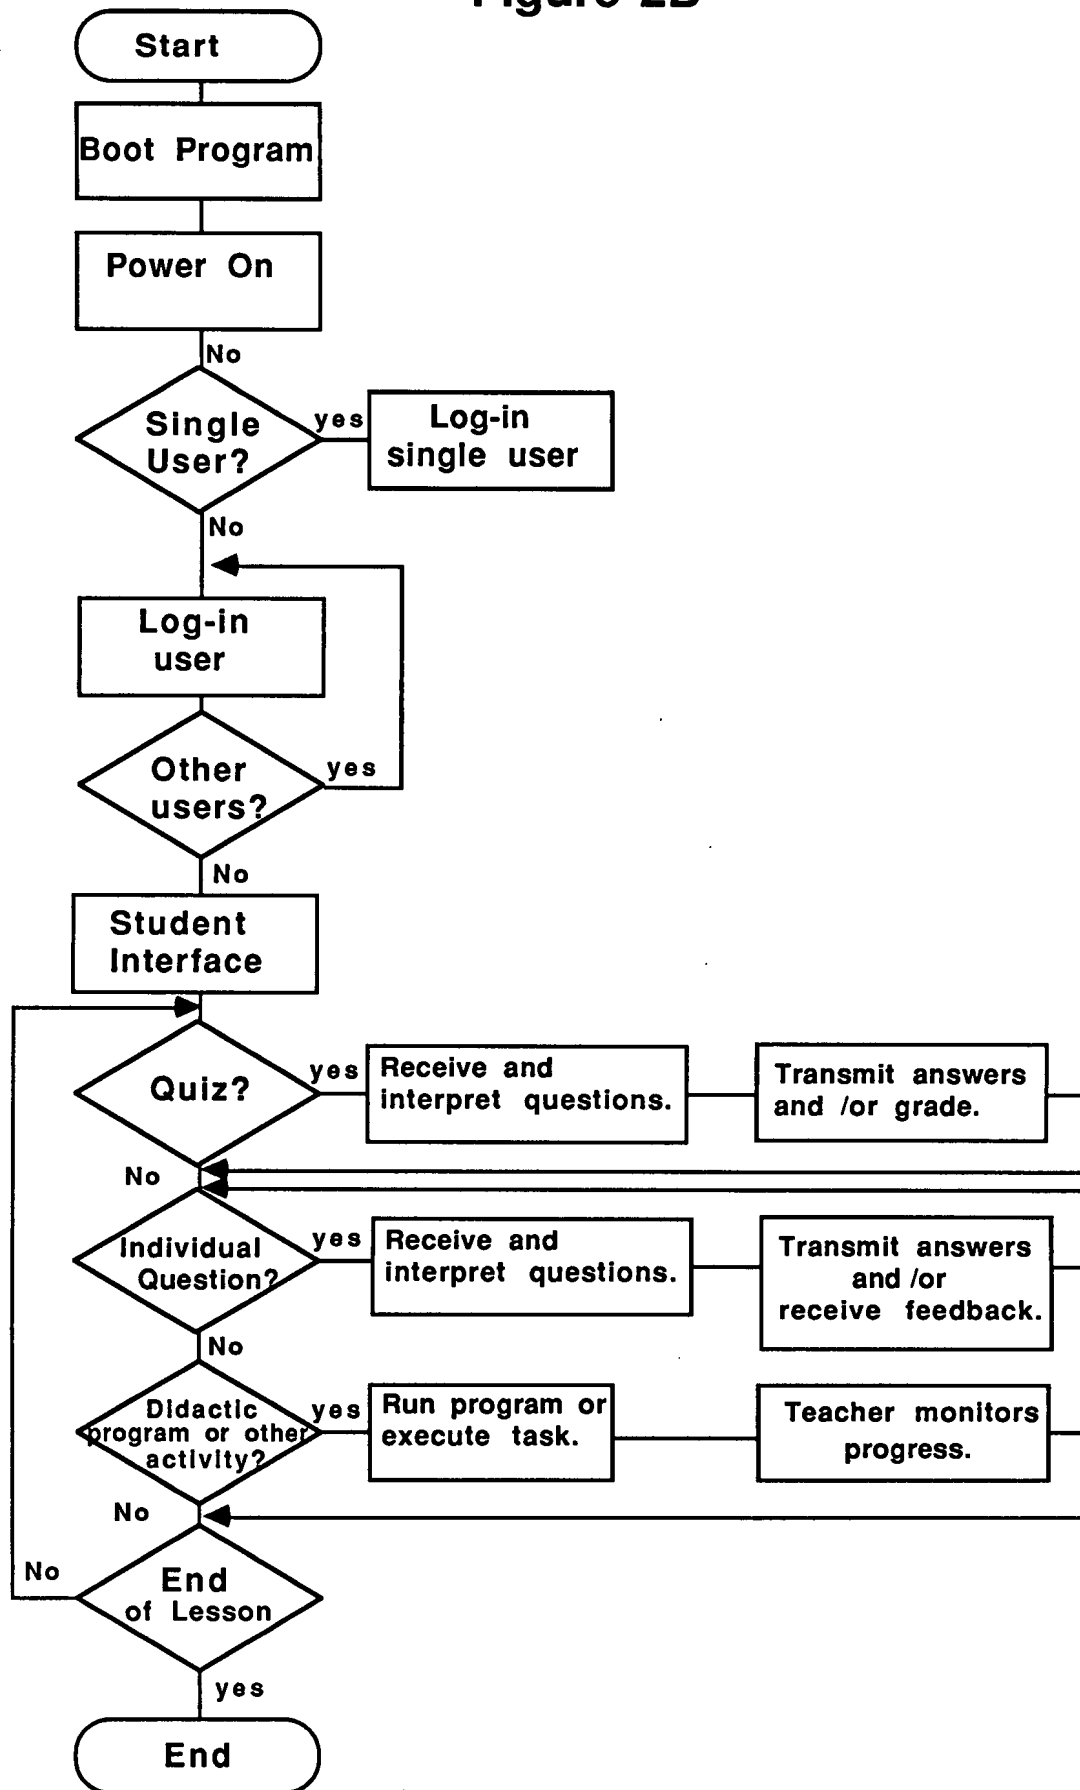 Figure 2B
Start
Boot Program
Power On
No
Single
User?
yes
Log-in
single user
No
Log-in
user
Other
users?
yes
No
Student
Interface
Quiz?
yes
Receive and
interpret questions.
Transmit answers
and /or grade.
No
Individual
Question?
yes
Receive and
interpret questions.
Transmit answers
and /or
receive feedback.
No
Didactic
program or other
activity?
yes
Run program or
execute task.
Teacher monitors
progress.
No
End
of Lesson
No
yes
End